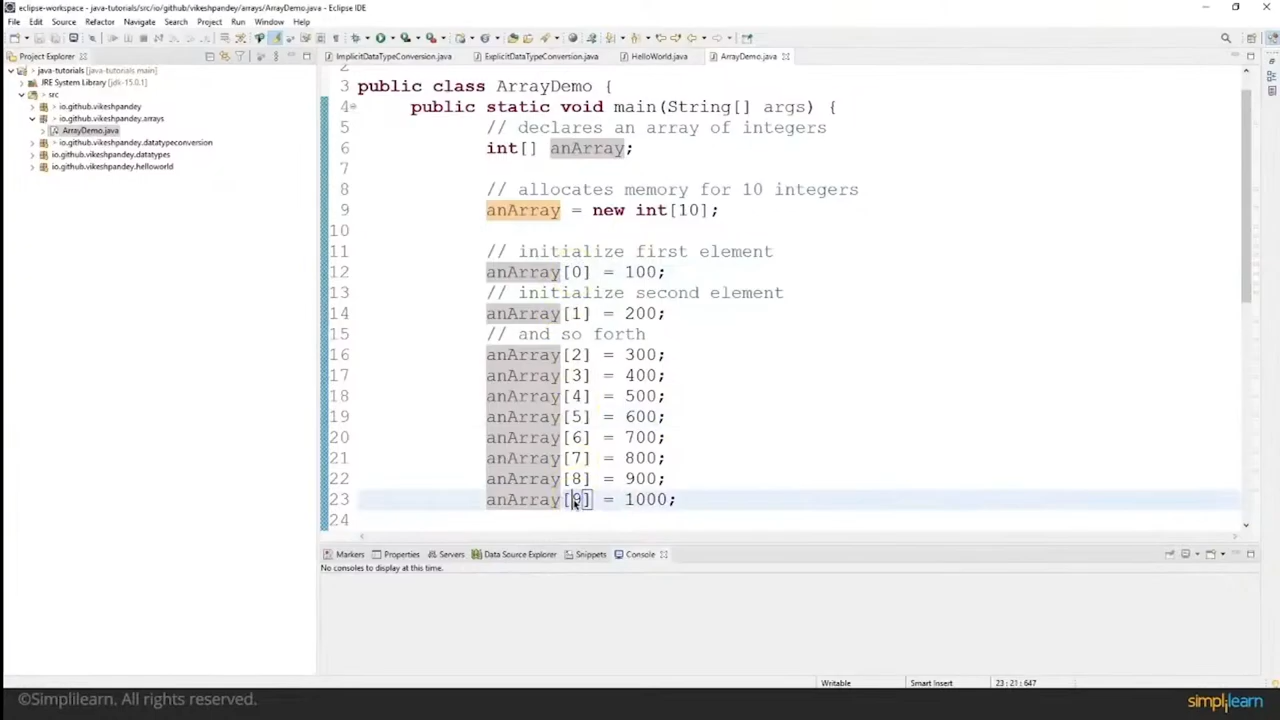 eclipse-workspace - java-tutorials/src/io/github/vikeshpandey/arrays/ArrayDemo.java - Eclipse IDE
File Edit Source Refactor Navigate Search Project Run Window Help
Project Explorer
ImplicitDataTypeConversion.java ExplicitDataTypeConversion.java HelloWorld.java ArrayDemo.java
java-tutorials [java-tutorials main]
JRE System Library [jdk-15.0.1]
src
io.github.vikeshpandey
io.github.vikeshpandey.arrays
ArrayDemo.java
io.github.vikeshpandey.datatypeconversion
io.github.vikeshpandey.datatypes
io.github.vikeshpandey.helloworld
2
3 public class ArrayDemo {
4 public static void main(String[] args) {
5 // declares an array of integers
6 int[] anArray;
7
8 // allocates memory for 10 integers
9 anArray = new int[10];
10
11 // initialize first element
12 anArray[0] = 100;
13 // initialize second element
14 anArray[1] = 200;
15 // and so forth
16 anArray[2] = 300;
17 anArray[3] = 400;
18 anArray[4] = 500;
19 anArray[5] = 600;
20 anArray[6] = 700;
21 anArray[7] = 800;
22 anArray[8] = 900;
23 anArray[9] = 1000;
24
Markers Properties Servers Data Source Explorer Snippets Console
No consoles to display at this time.
Writable Smart Insert 23 : 21 : 647
©Simplilearn. All rights reserved.
simplilearn